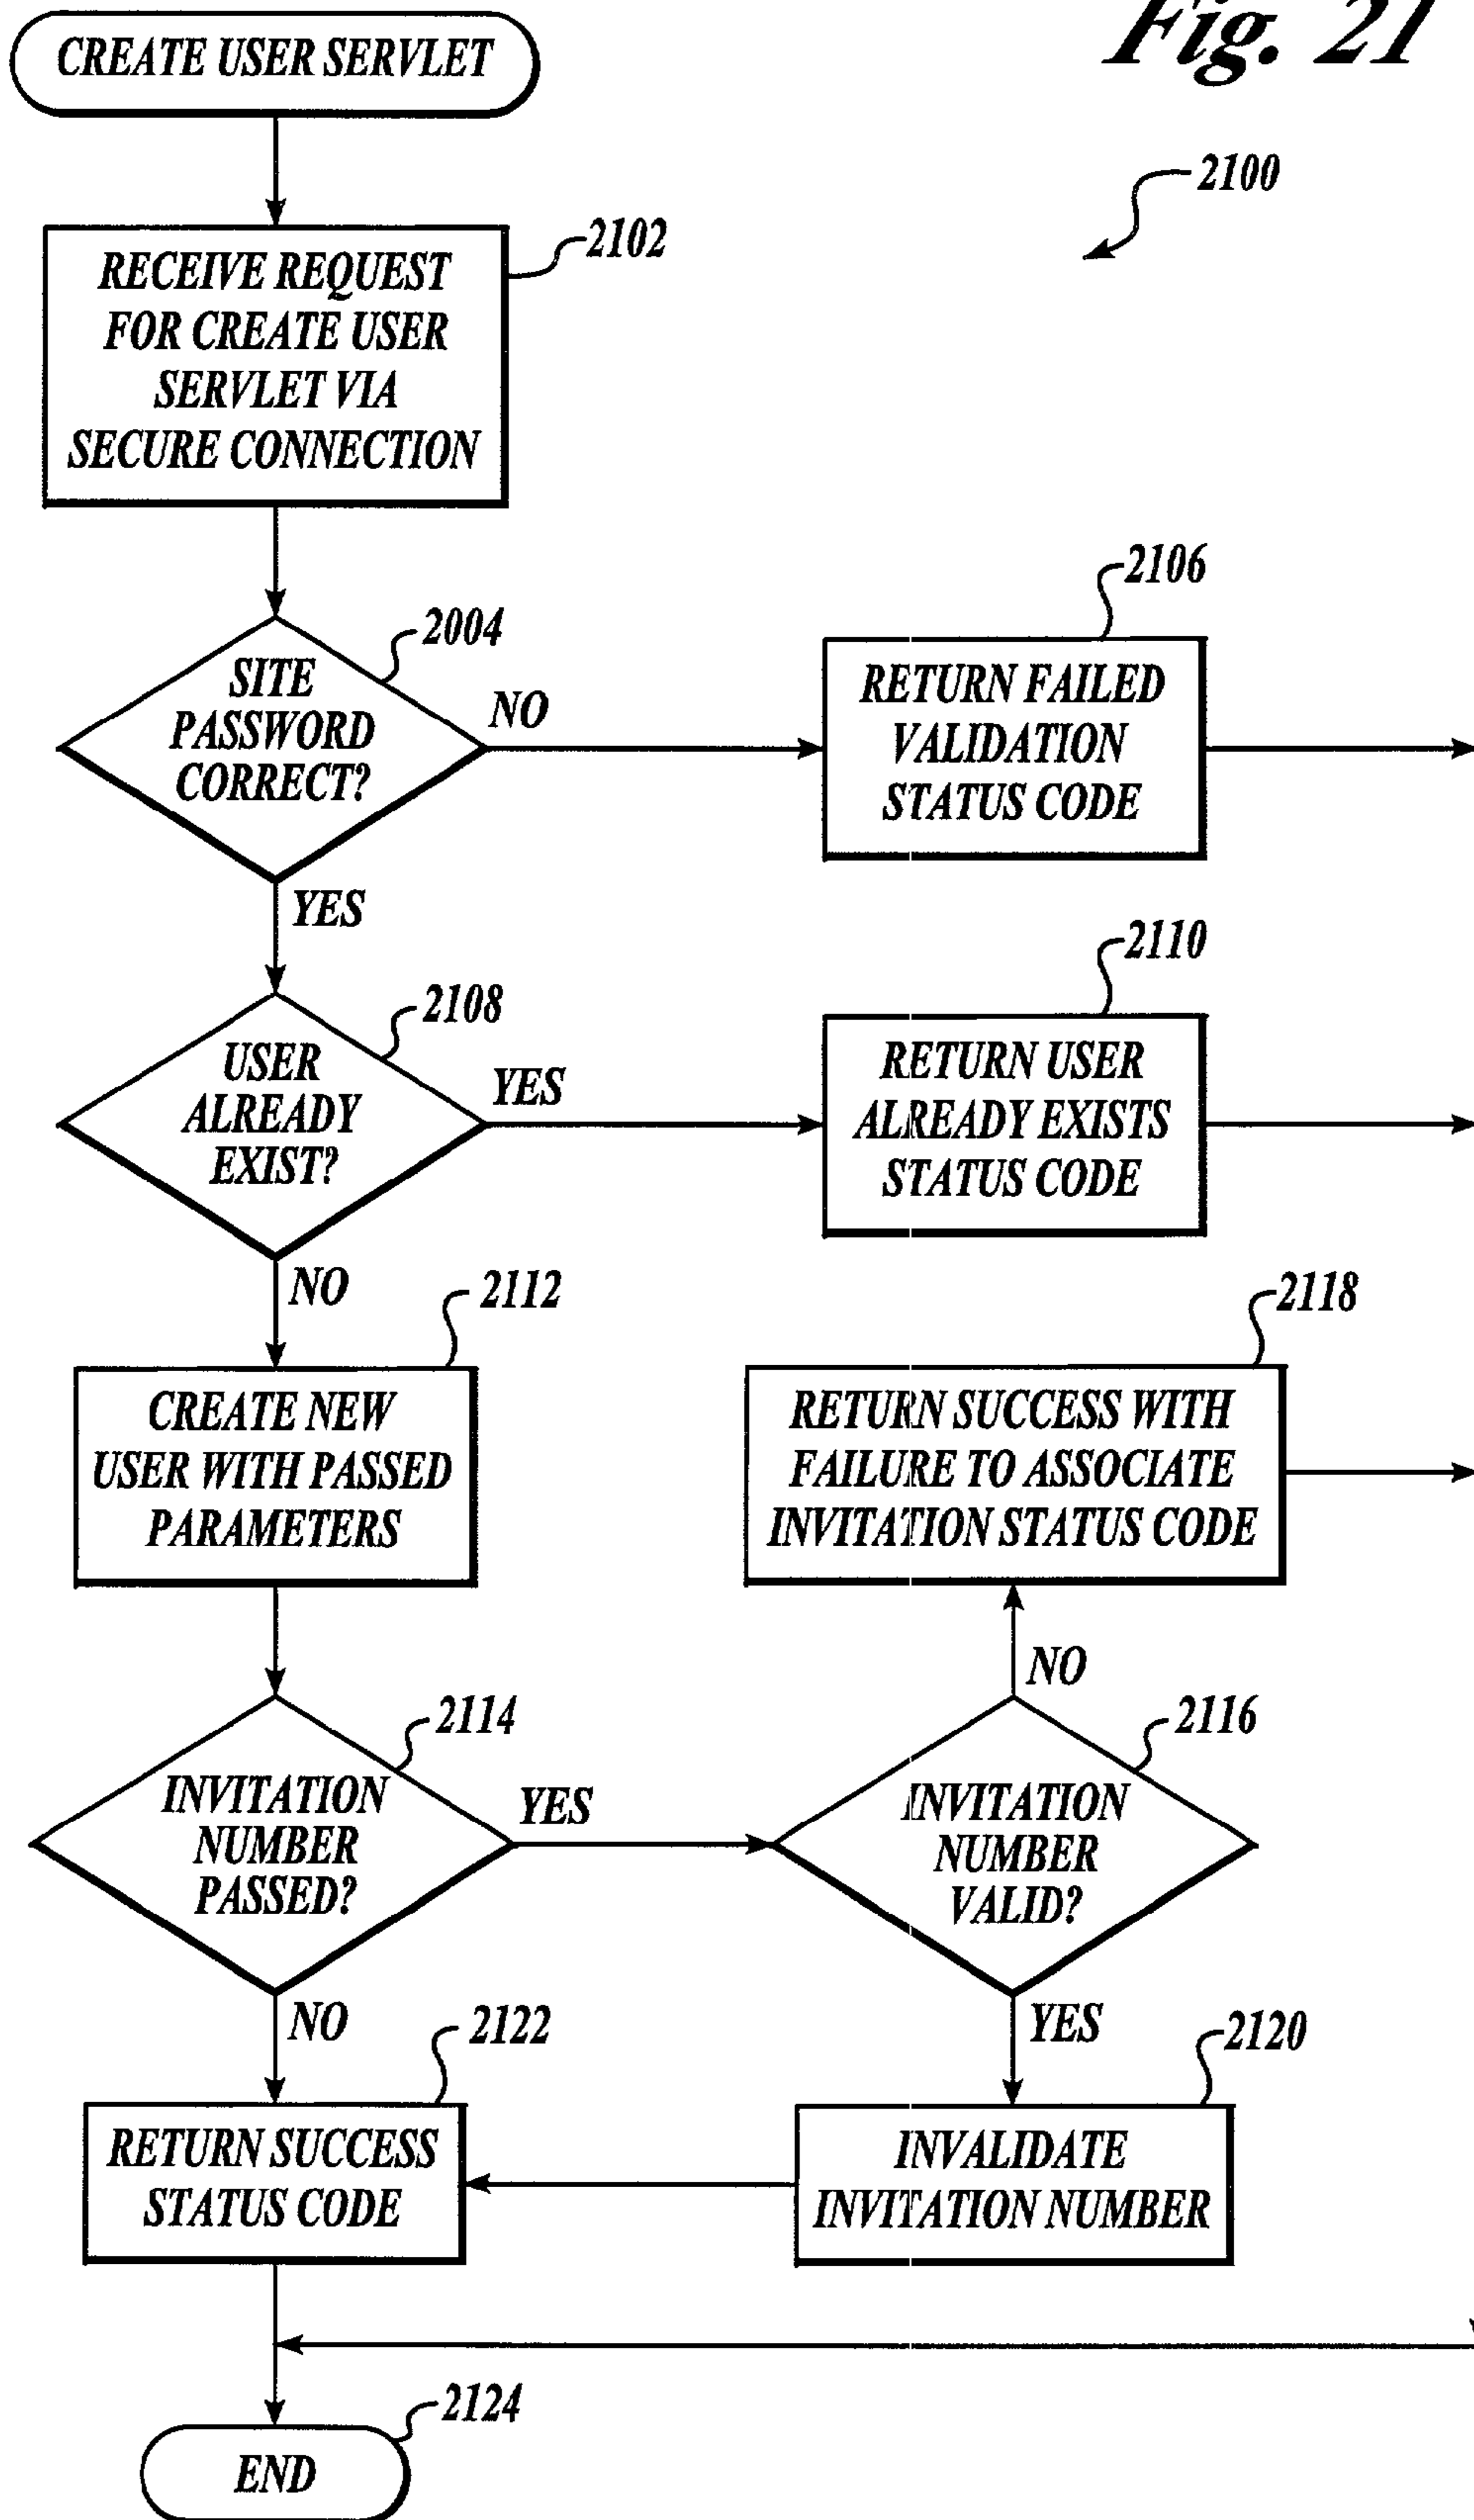 Fig. 21
CREATE USER SERVLET
2100
2102
RECEIVE REQUEST
FOR CREATE USER
SERVLET VIA
SECURE CONNECTION
2004
SITE
PASSWORD
CORRECT?
NO
2106
RETURN FAILED
VALIDATION
STATUS CODE
YES
2108
USER
ALREADY
EXIST?
YES
2110
RETURN USER
ALREADY EXISTS
STATUS CODE
NO
2112
CREATE NEW
USER WITH PASSED
PARAMETERS
2118
RETURN SUCCESS WITH
FAILURE TO ASSOCIATE
INVITATION STATUS CODE
NO
2114
INVITATION
NUMBER
PASSED?
YES
2116
INVITATION
NUMBER
VALID?
NO
2122
RETURN SUCCESS
STATUS CODE
YES
2120
INVALIDATE
INVITATION NUMBER
2124
END